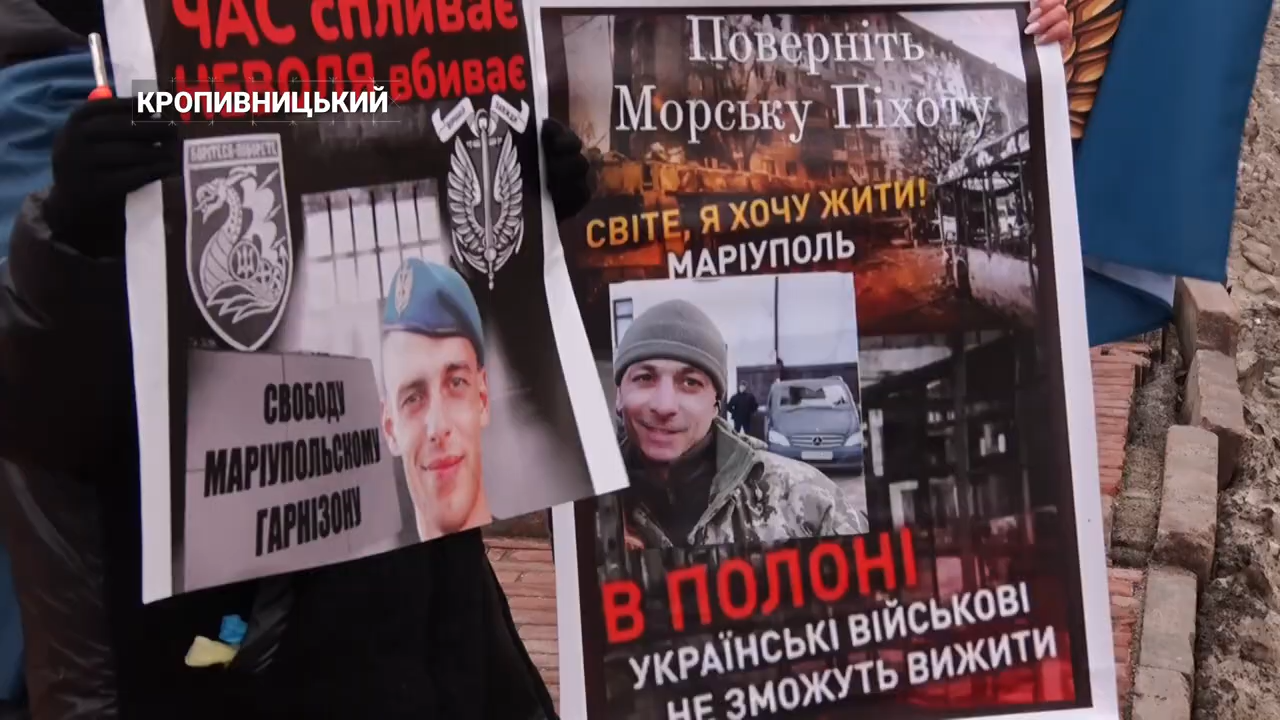 ЧАС спливає
НЕВОЛЯ вбиває
КРОПИВНИЦЬКИЙ
СВОБОДУ
МАРІУПОЛЬСКОМУ
ГАРНІЗОНУ
Поверніть
Морську Піхоту
СВІТЕ, Я ХОЧУ ЖИТИ!
МАРІУПОЛЬ
В ПОЛОНІ
УКРАЇНСЬКІ ВІЙСЬКОВІ
НЕ ЗМОЖУТЬ ВИЖИТИ